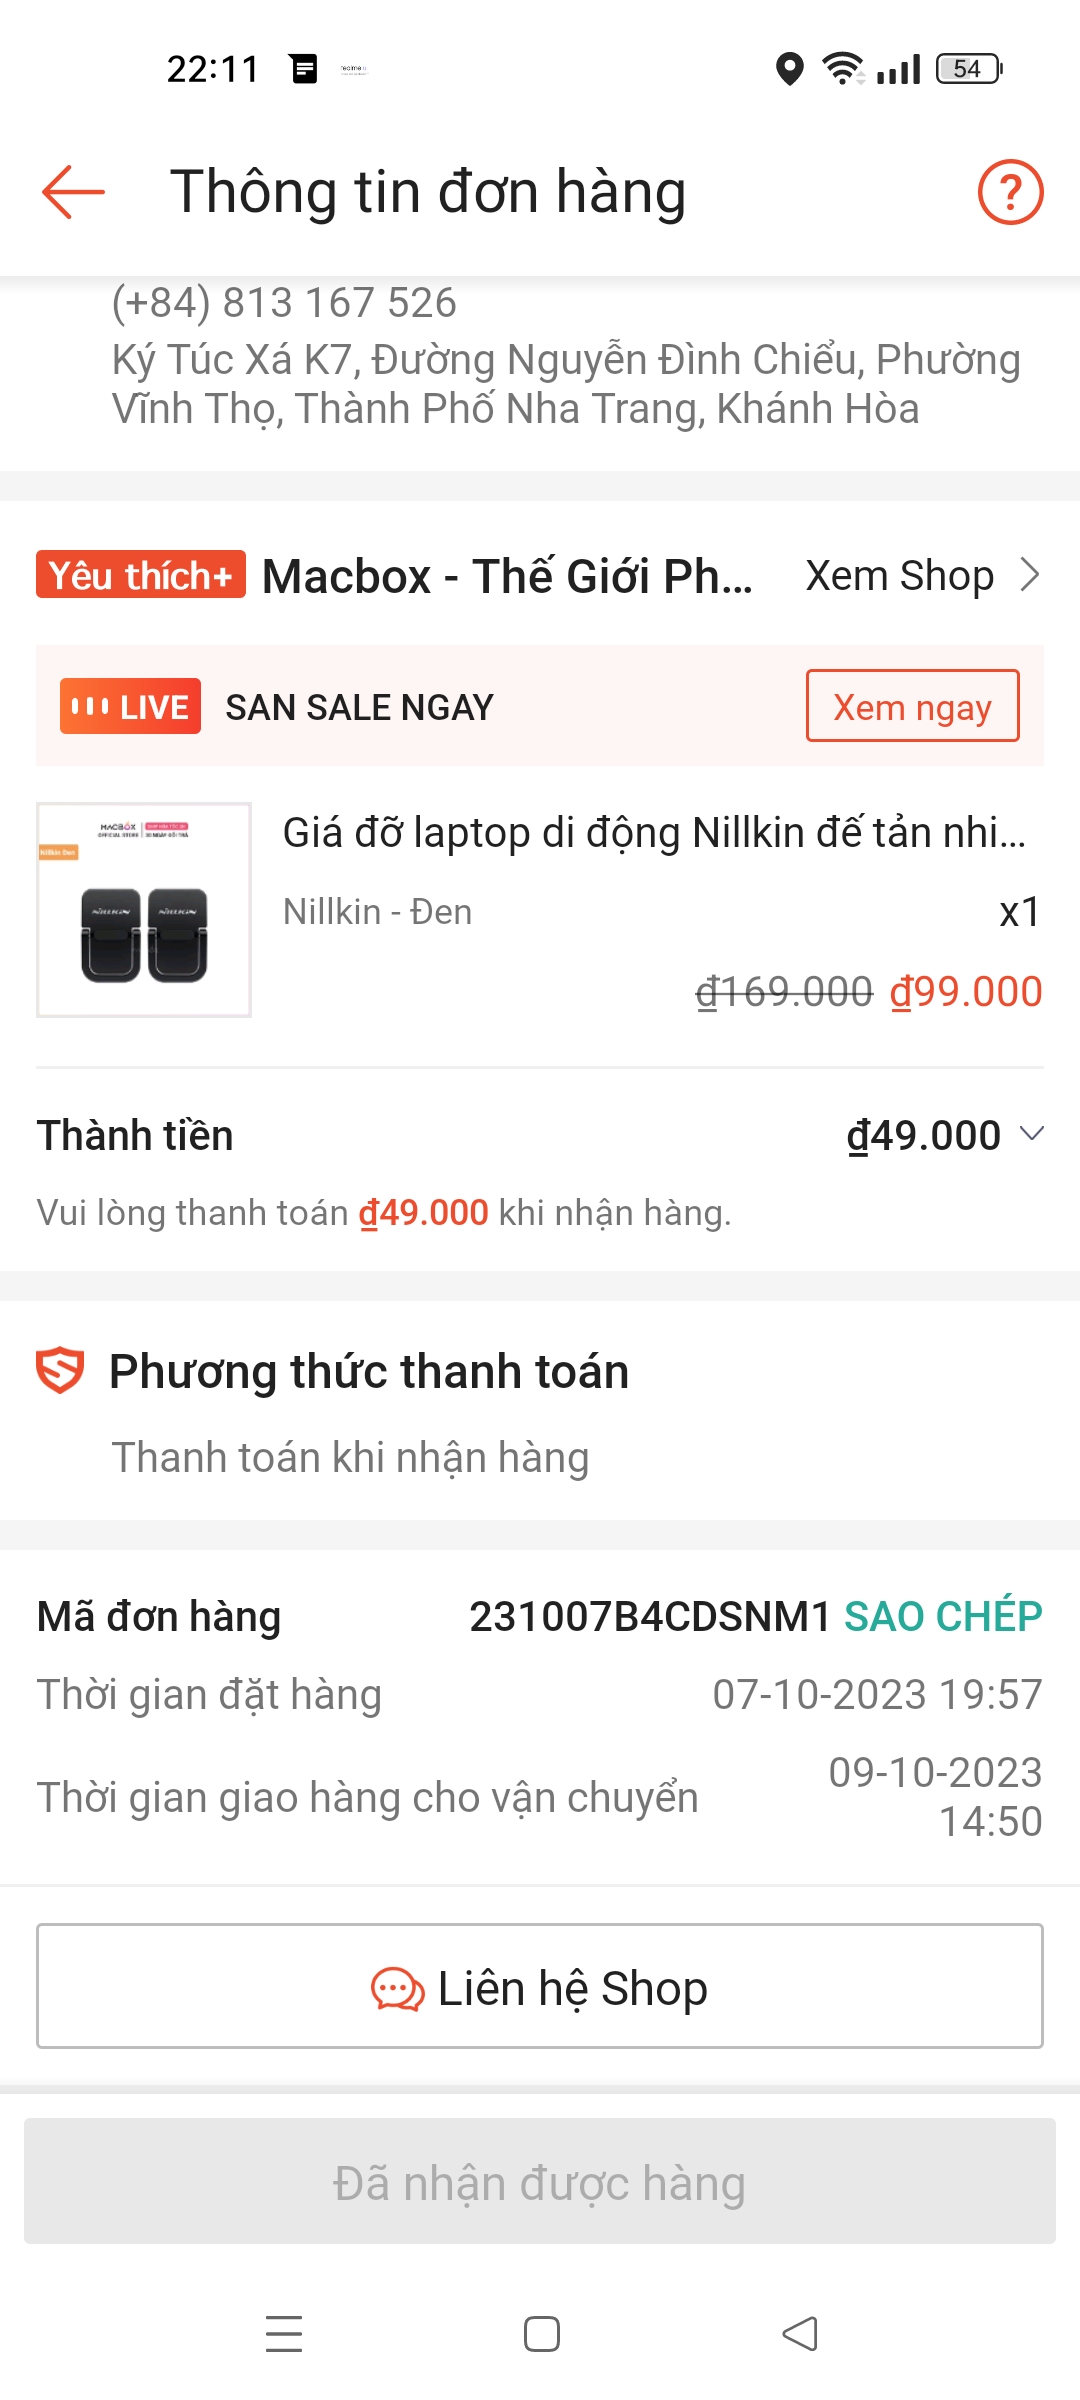 22:11
54
Thông tin đơn hàng
?
(+84) 813 167 526
Ký Túc Xá K7, Đường Nguyễn Đình Chiểu, Phường
Vĩnh Thọ, Thành Phố Nha Trang, Khánh Hòa
Yêu thích+ Macbox - Thế Giới Ph... Xem Shop
LIVE SAN SALE NGAY Xem ngay
MACBOX
OFFICIAL STORE
Nillkin Đen
NILLKIN NILLKIN
Giá đỡ laptop di động Nillkin đế tản nhi...
Nillkin - Đen x1
₫169.000 ₫99.000
Thành tiền ₫49.000
Vui lòng thanh toán ₫49.000 khi nhận hàng.
Phương thức thanh toán
Thanh toán khi nhận hàng
Mã đơn hàng 231007B4CDSNM1 SAO CHÉP
Thời gian đặt hàng 07-10-2023 19:57
Thời gian giao hàng cho vận chuyển 09-10-2023
14:50
Liên hệ Shop
Đã nhận được hàng